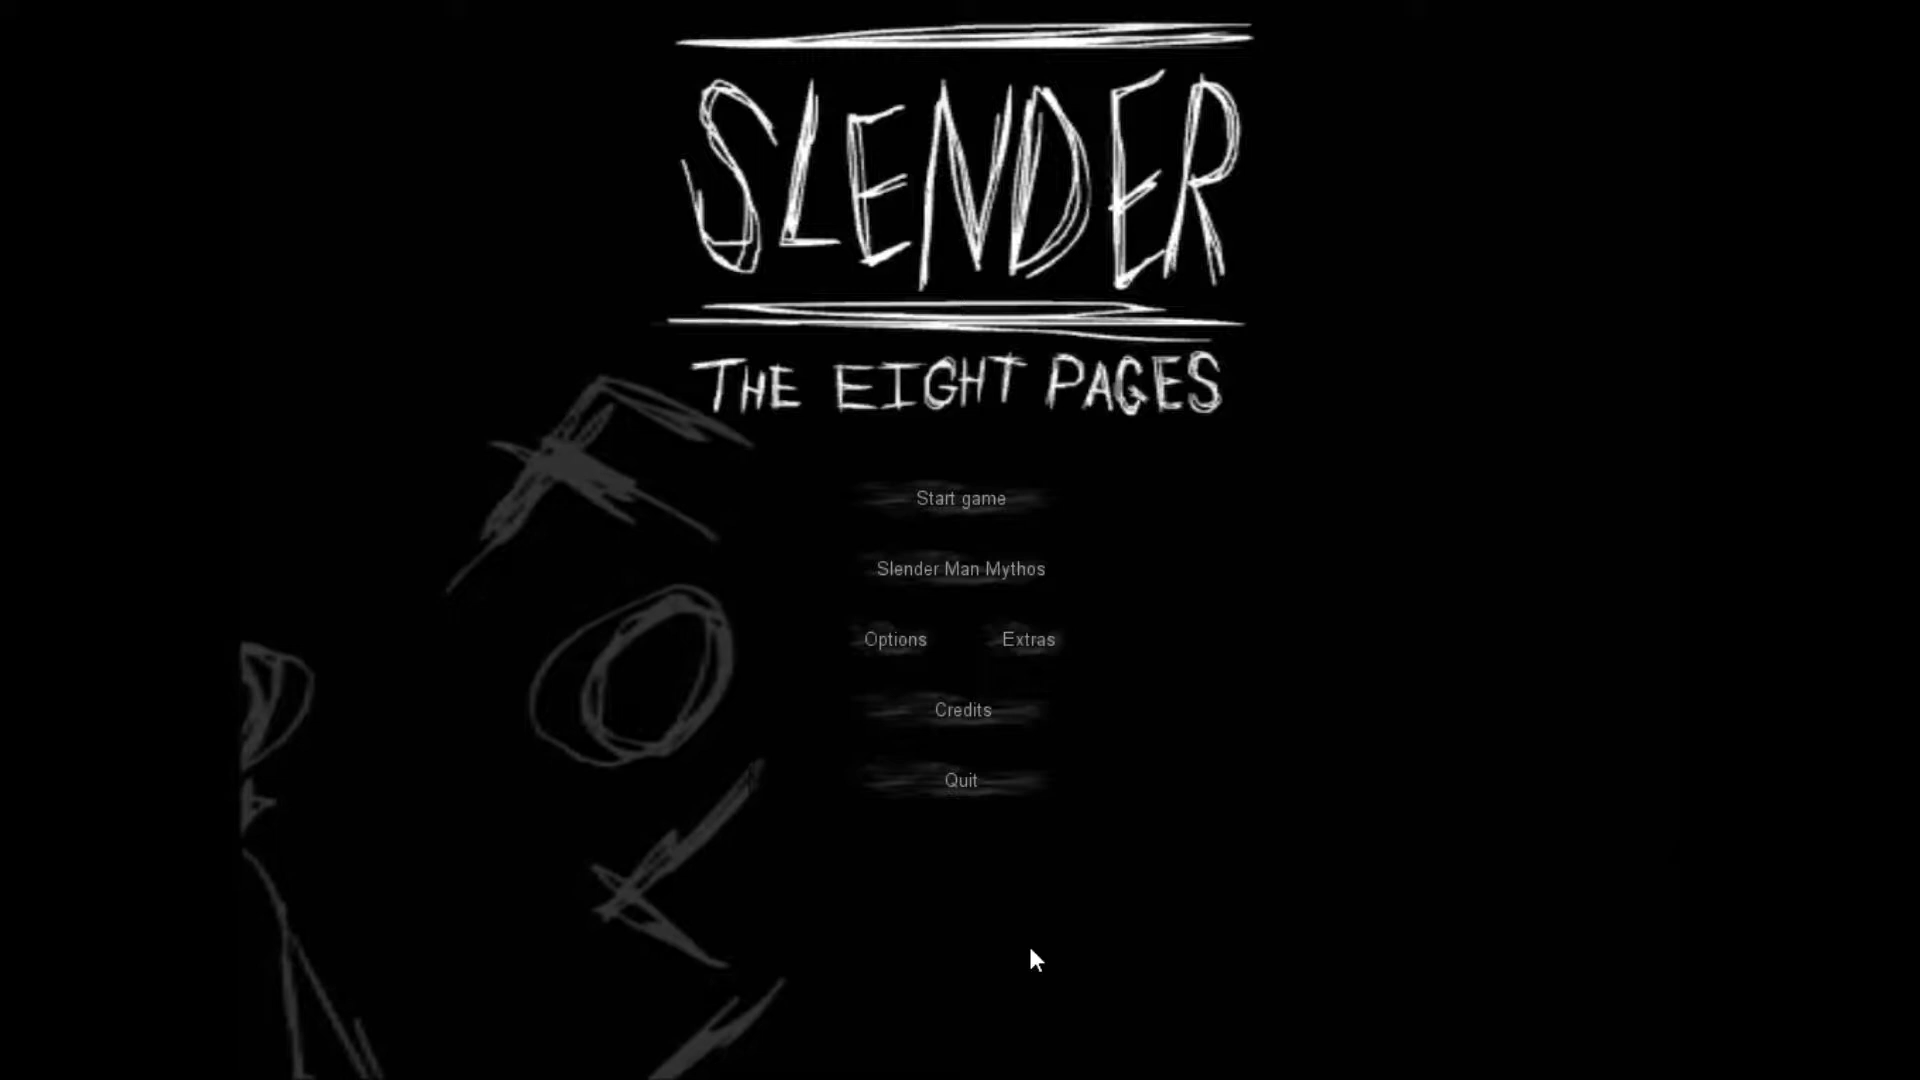 SLENDER
THE EIGHT PAGES
Start game
Slender Man Mythos
Options Extras
Credits
Quit